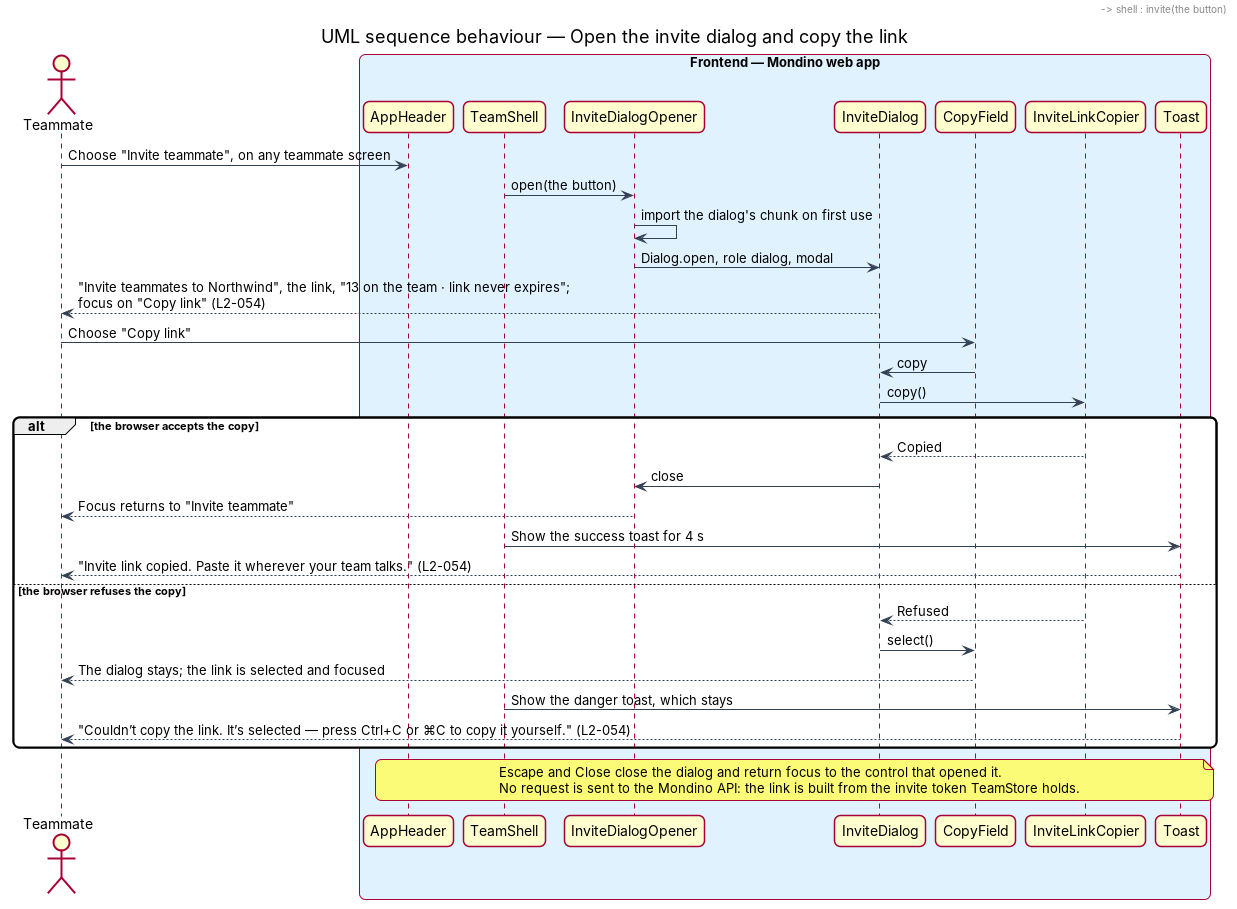 -> shell : invite(the button)
UML sequence behaviour — Open the invite dialog and copy the link
Frontend — Mondino web app
Teammate
AppHeader
TeamShell
InviteDialogOpener
InviteDialog
CopyField
InviteLinkCopier
Toast
Choose "Invite teammate", on any teammate screen
open(the button)
import the dialog's chunk on first use
Dialog.open, role dialog, modal
"Invite teammates to Northwind", the link, "13 on the team · link never expires";
focus on "Copy link" (L2-054)
Choose "Copy link"
copy
copy()
alt
[the browser accepts the copy]
Copied
close
Focus returns to "Invite teammate"
Show the success toast for 4 s
"Invite link copied. Paste it wherever your team talks." (L2-054)
[the browser refuses the copy]
Refused
select()
The dialog stays; the link is selected and focused
Show the danger toast, which stays
"Couldn’t copy the link. It’s selected — press Ctrl+C or ⌘C to copy it yourself." (L2-054)
Escape and Close close the dialog and return focus to the control that opened it.
No request is sent to the Mondino API: the link is built from the invite token TeamStore holds.
Teammate
AppHeader
TeamShell
InviteDialogOpener
InviteDialog
CopyField
InviteLinkCopier
Toast